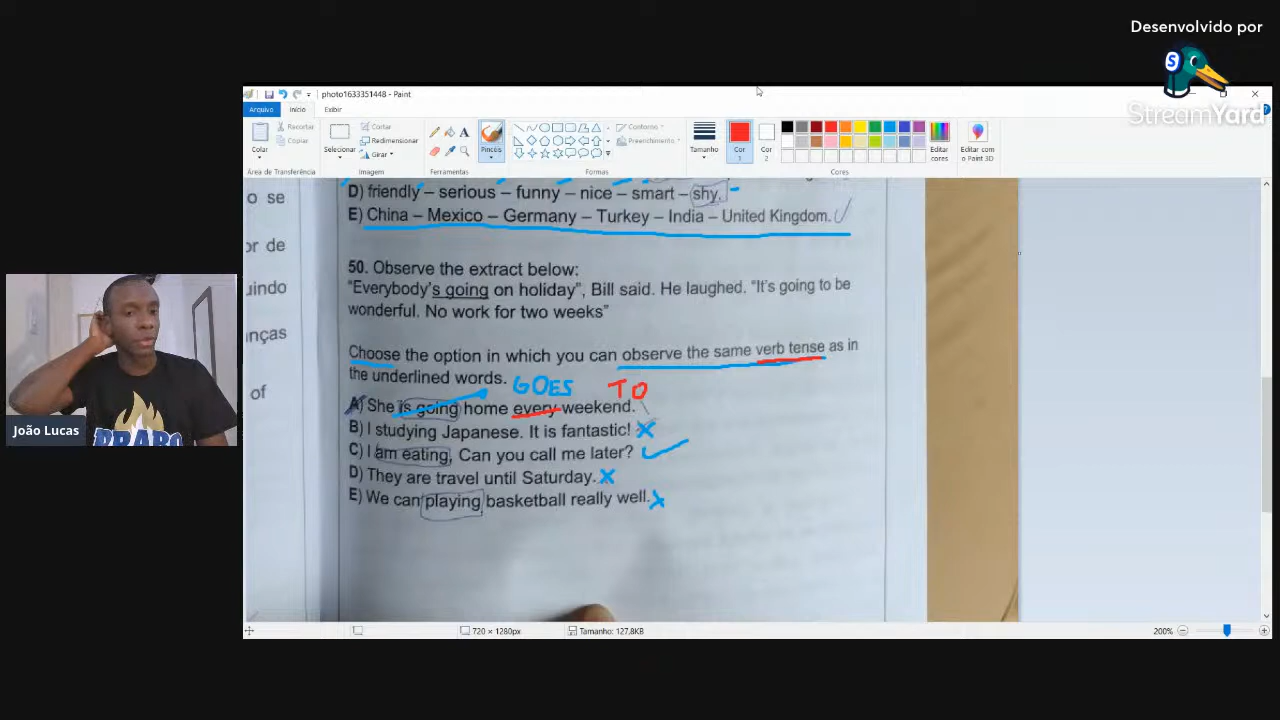 Desenvolvido por
S
StreamYard
photo1633351448 - Paint
Arquivo
Início
Exibir
Colar
Recortar
Copiar
Área de Transferência
Selecionar
Cortar
Redimensionar
Girar
Imagem
Ferramentas
Pincéis
Contorno
Preenchimento
Formas
Tamanho
Cor
1
Cor
2
Editar
cores
Editar com
o Paint 3D
Cores
o se
or de
uindo
nças
of
D) friendly – serious – funny – nice – smart – shy.
E) China – Mexico – Germany – Turkey – India – United Kingdom.
50. Observe the extract below:
“Everybody’s going on holiday”, Bill said. He laughed. “It’s going to be
wonderful. No work for two weeks”
Choose the option in which you can observe the same verb tense as in
the underlined words.
GOES TO
A) She is going home every weekend.
B) I studying Japanese. It is fantastic!
C) I am eating, Can you call me later?
D) They are travel until Saturday.
E) We can playing basketball really well.
João Lucas
720 × 1280px
Tamanho: 127,8KB
200%